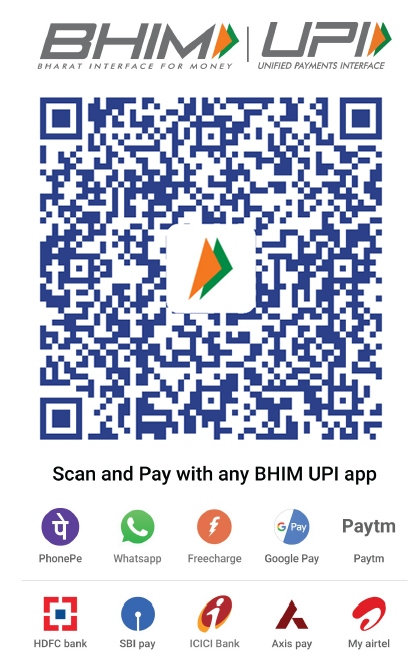 BHIM UPI
BHARAT INTERFACE FOR MONEY UNIFIED PAYMENTS INTERFACE
Scan and Pay with any BHIM UPI app
पे G Pay Paytm
PhonePe Whatsapp Freecharge Google Pay Paytm
HDFC bank SBI pay ICICI Bank Axis pay My airtel